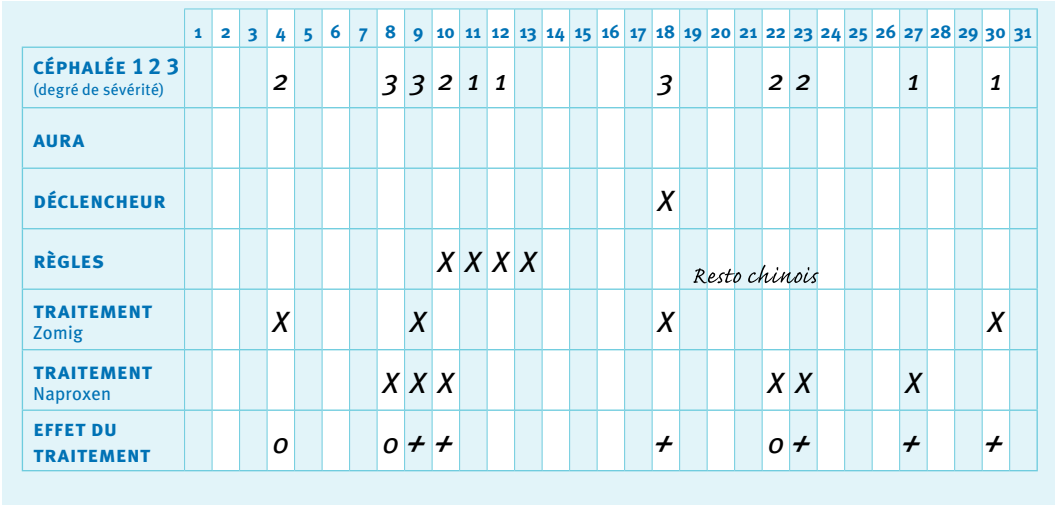 1 2 3 4 5 6 7 8 9 10 11 12 13 14 15 16 17 18 19 20 21 22 23 24 25 26 27 28 29 30 31
CÉPHALÉE 1 2 3
(degré de sévérité)
2 3 3 2 1 1 3 2 2 1 1
AURA
DÉCLENCHEUR X
RÈGLES X X X X
Resto chinois
TRAITEMENT
Zomig
X X X X
TRAITEMENT
Naproxen
X X X X X X
EFFET DU
TRAITEMENT
o o + + + o + + +